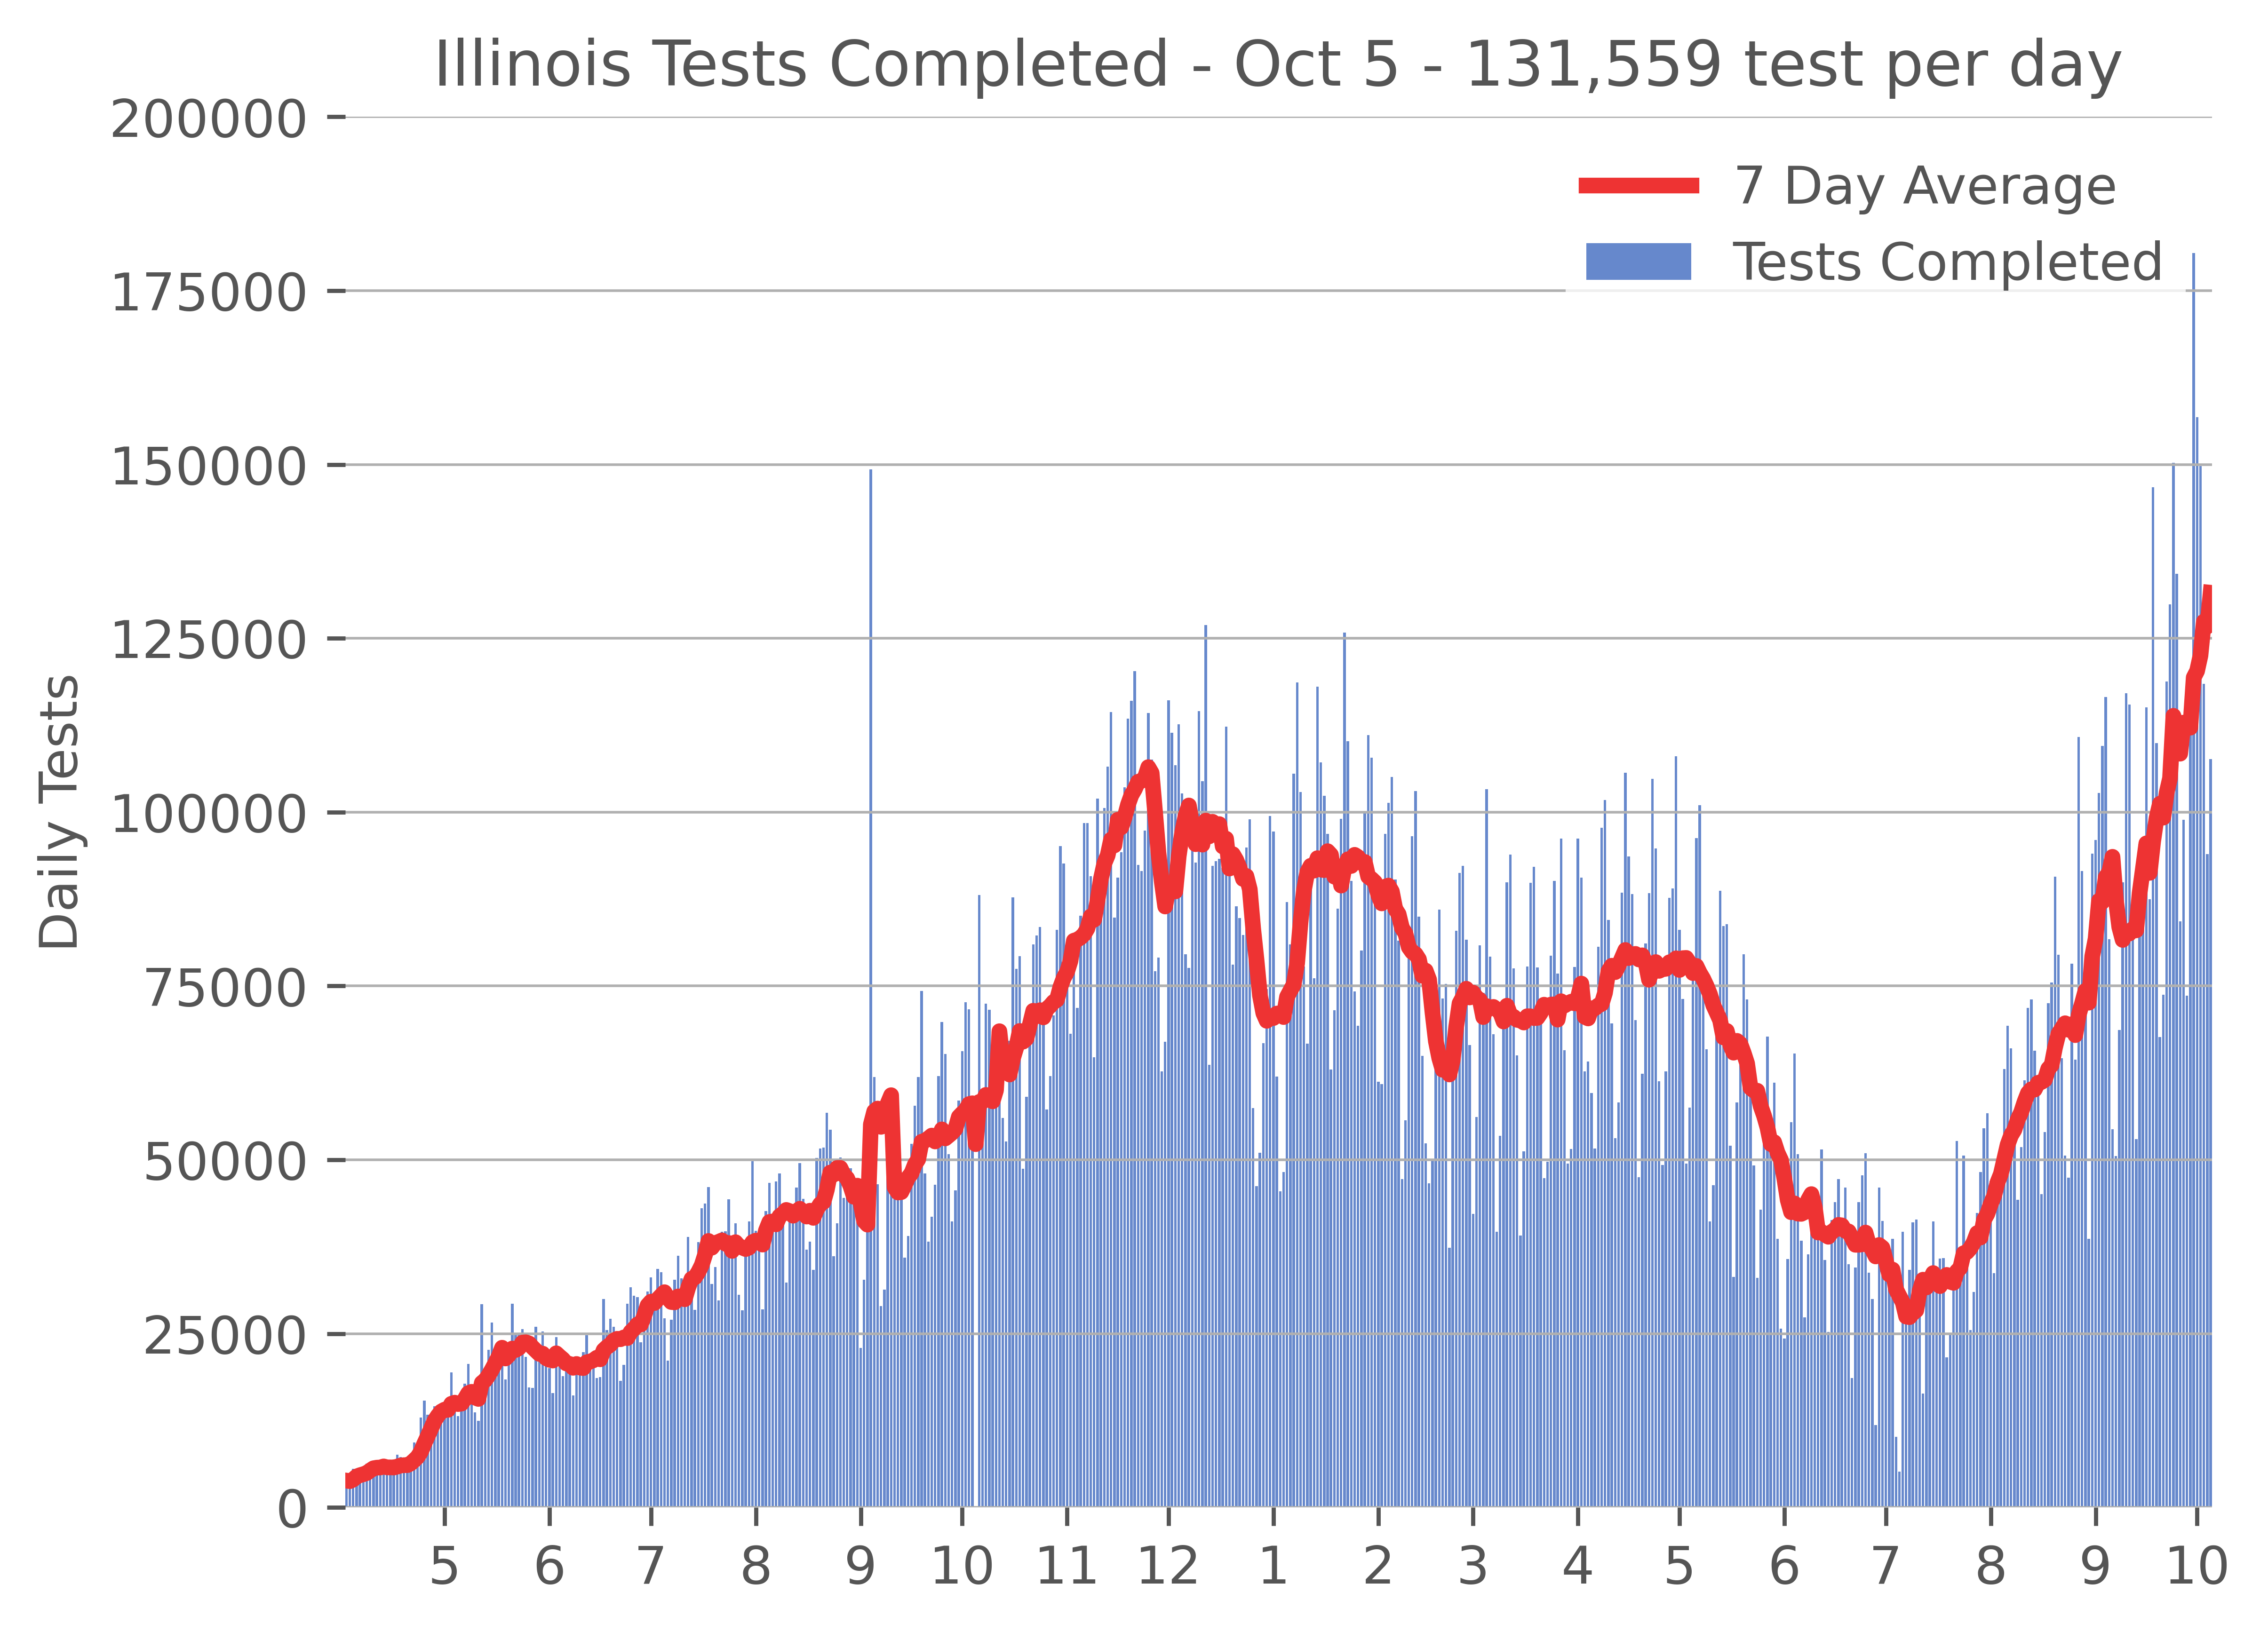 Illinois Tests Completed - Oct 5 - 131,559 test per day
200000
7 Day Average
Tests Completed
175000
150000
125000
Daily Tests
100000
75000
50000
25000
0
5 6 7 8 9 10 11 12 1 2 3 4 5 6 7 8 9 10